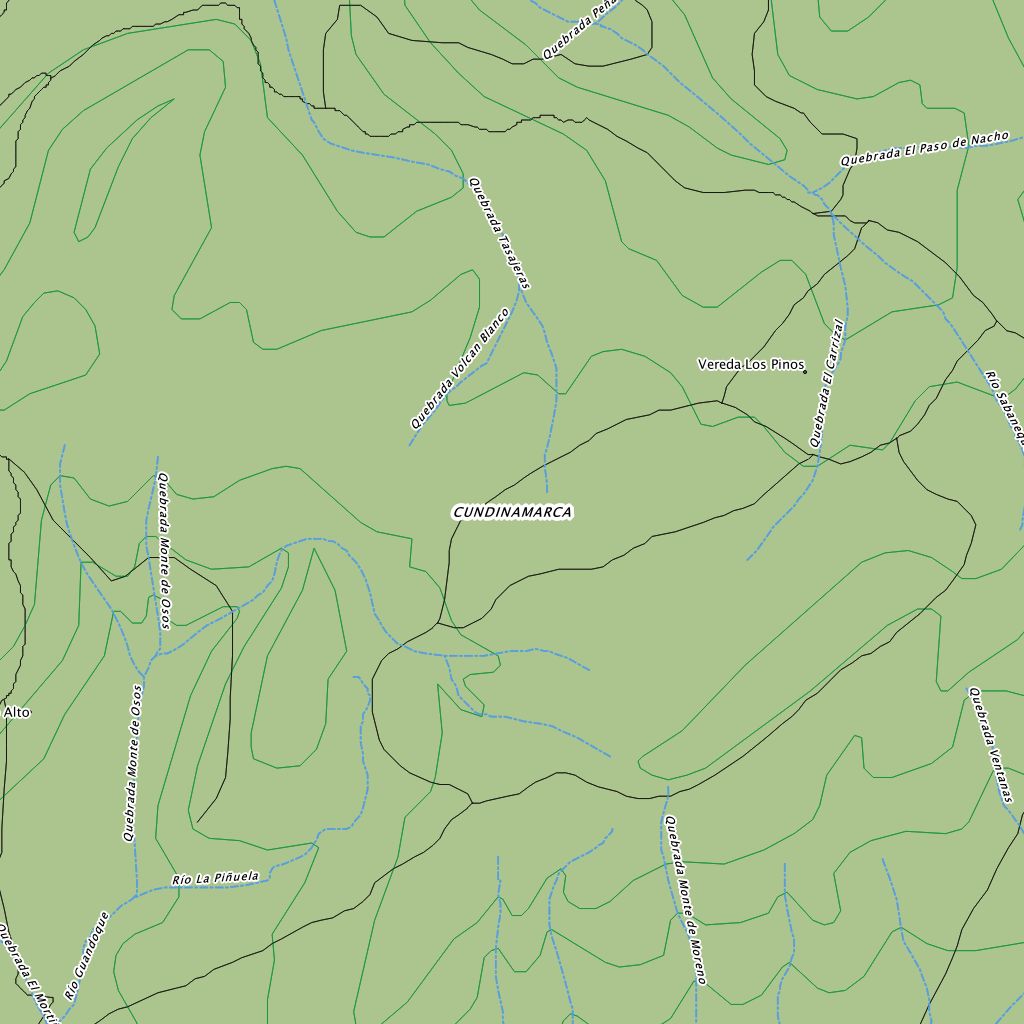 Quebrada Peña
Quebrada El Paso de Nacho
Quebrada Tasajeras
Quebrada Volcan Blanco
Quebrada El Carrizal
Vereda Los Pinos
Río Sabaneq
CUNDINAMARCA
Quebrada Monte de Osos
Alto
Quebrada Monte de Osos
Quebrada Ventanas
Quebrada Monte de Moreno
Río La Piñuela
Río Guandoque
Quebrada El Morti